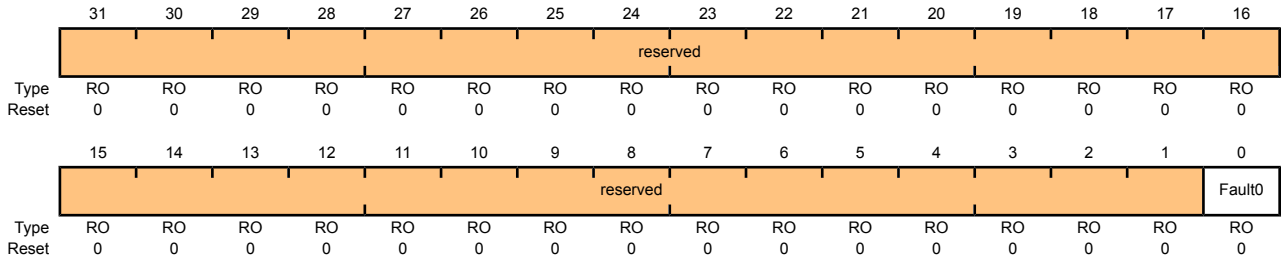 31 30 29 28 27 26 25 24 23 22 21 20 19 18 17 16
reserved
Type RO RO RO RO RO RO RO RO RO RO RO RO RO RO RO RO
Reset 0 0 0 0 0 0 0 0 0 0 0 0 0 0 0 0
15 14 13 12 11 10 9 8 7 6 5 4 3 2 1 0
reserved Fault0
Type RO RO RO RO RO RO RO RO RO RO RO RO RO RO RO RO
Reset 0 0 0 0 0 0 0 0 0 0 0 0 0 0 0 0